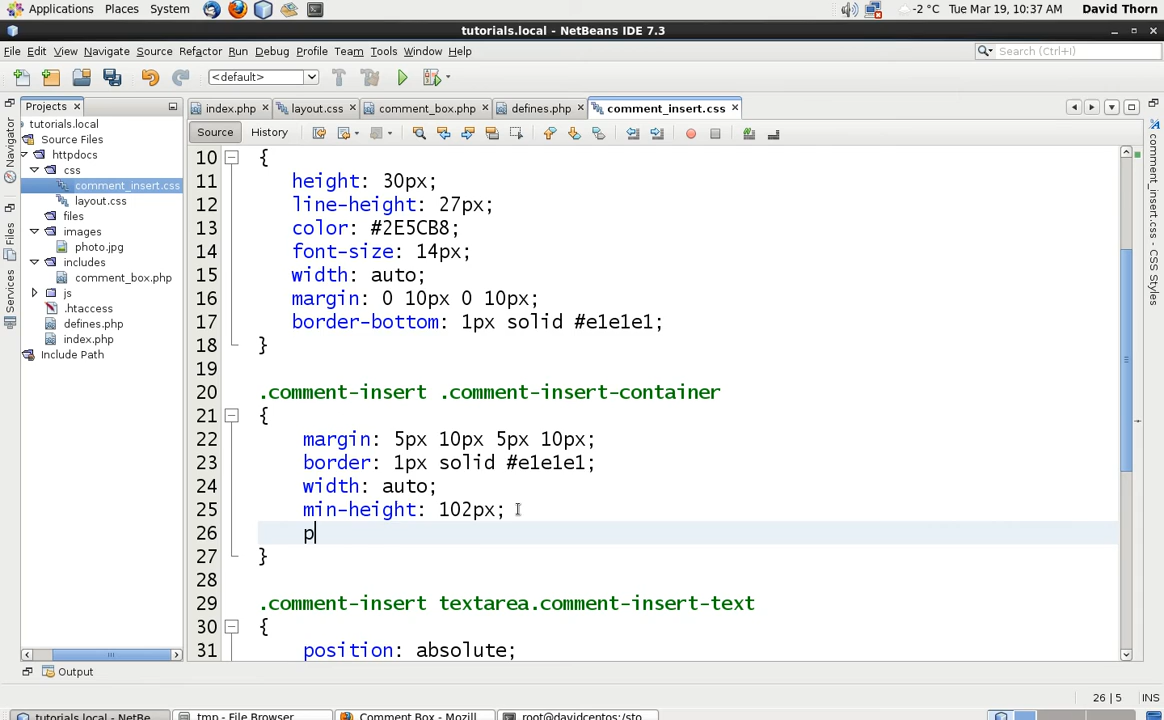 Applications Places System -2 °C Tue Mar 19, 10:37 AM David Thorn
tutorials.local - NetBeans IDE 7.3
File Edit View Navigate Source Refactor Run Debug Profile Team Tools Window Help Search (Ctrl+I)
<default>
Projects index.php layout.css comment_box.php defines.php comment_insert.css
Source History
Navigator
Files
Services
tutorials.local
Source Files
httpdocs
css
comment_insert.css
layout.css
files
images
photo.jpg
includes
comment_box.php
js
.htaccess
defines.php
index.php
Include Path
10 {
11 height: 30px;
12 line-height: 27px;
13 color: #2E5CB8;
14 font-size: 14px;
15 width: auto;
16 margin: 0 10px 0 10px;
17 border-bottom: 1px solid #e1e1e1;
18 }
19
20 .comment-insert .comment-insert-container
21 {
22 margin: 5px 10px 5px 10px;
23 border: 1px solid #e1e1e1;
24 width: auto;
25 min-height: 102px;
26 p
27 }
28
29 .comment-insert textarea.comment-insert-text
30 {
31 position: absolute;
comment_insert.css - CSS Styles
Output
26 | 5 INS
tutorials.local - NetBe... tmp - File Browser Comment Box - Mozill... root@davidcentos:/sto...